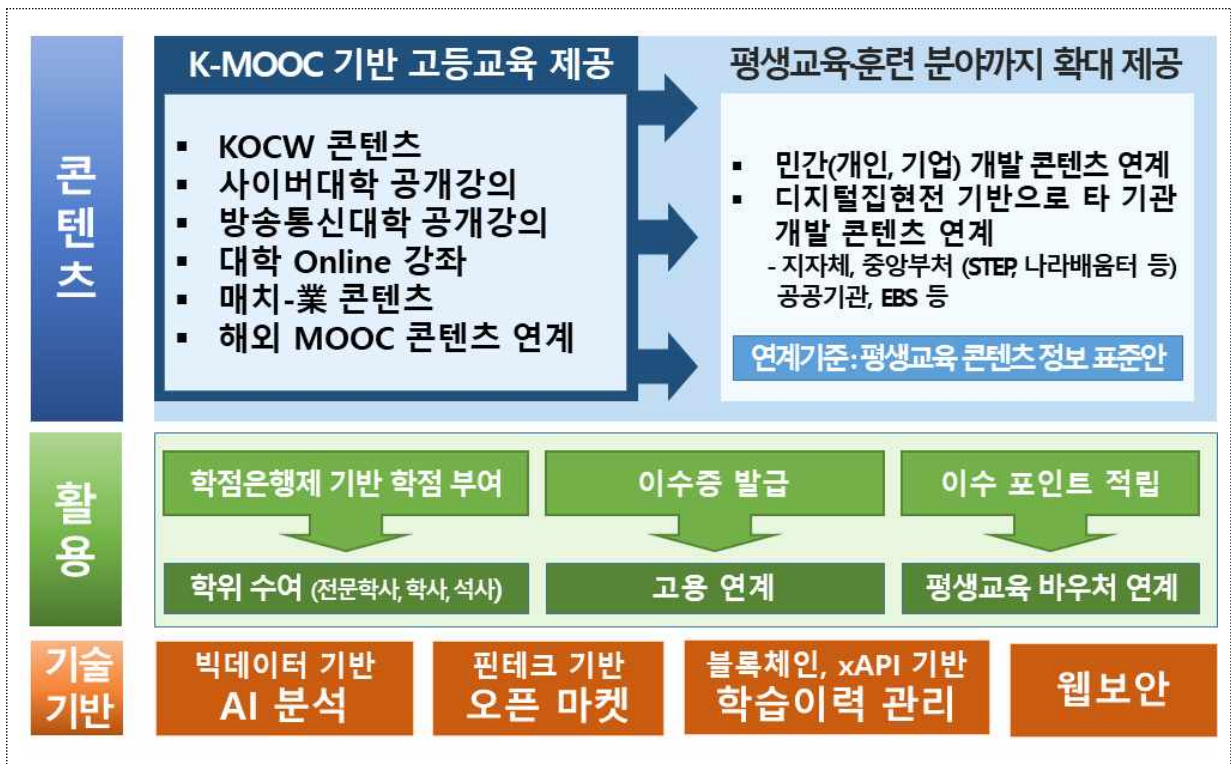 콘텐츠
K-MOOC 기반 고등교육 제공
▪ KOCW 콘텐츠
▪ 사이버대학 공개강의
▪ 방송통신대학 공개강의
▪ 대학 Online 강좌
▪ 매치-業 콘텐츠
▪ 해외 MOOC 콘텐츠 연계
평생교육·훈련 분야까지 확대 제공
▪ 민간(개인, 기업) 개발 콘텐츠 연계
▪ 디지털집현전 기반으로 타 기관
개발 콘텐츠 연계
- 지자체, 중앙부처 (STEP, 나라배움터 등)
공공기관, EBS 등
연계기준 : 평생교육 콘텐츠 정보 표준안
활용
학점은행제 기반 학점 부여
이수증 발급
이수 포인트 적립
학위 수여 (전문학사, 학사, 석사)
고용 연계
평생교육 바우처 연계
기술
기반
빅데이터 기반
AI 분석
핀테크 기반
오픈 마켓
블록체인, xAPI 기반
학습이력 관리
웹보안